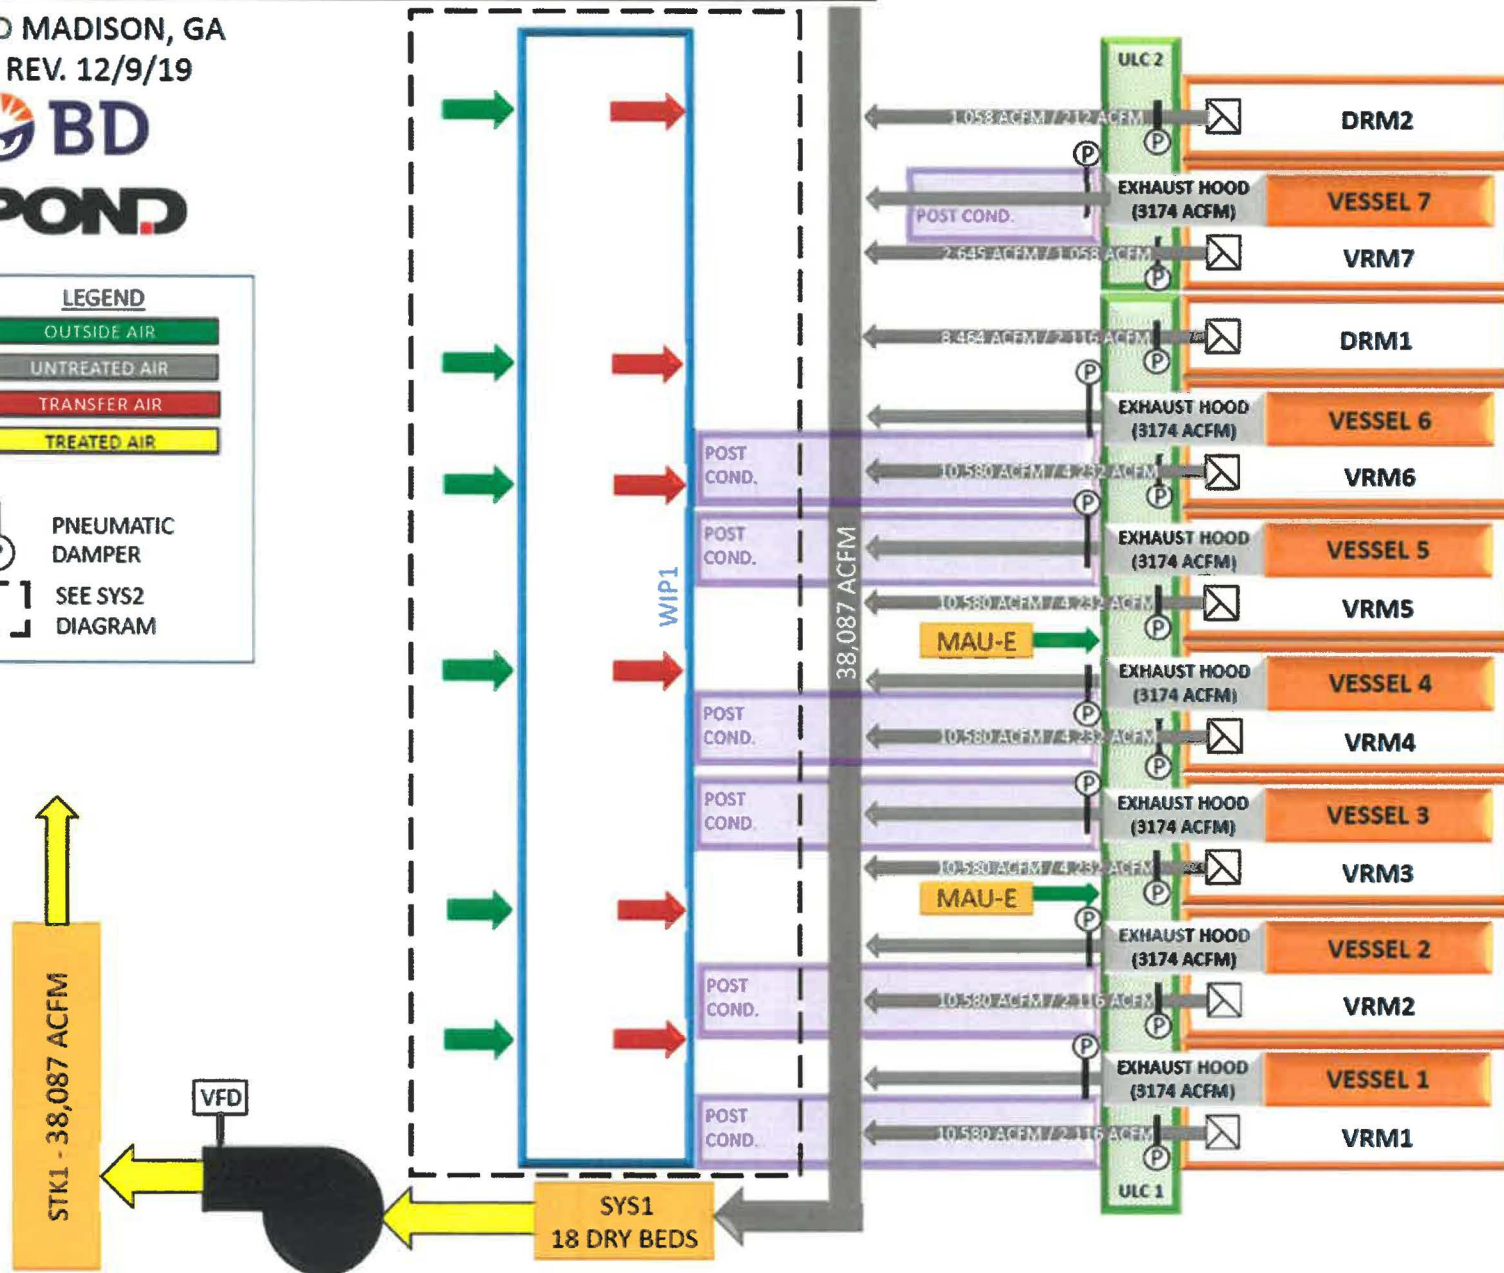 D MADISON, GA
REV. 12/9/19
BD
POND
LEGEND
OUTSIDE AIR
UNTREATED AIR
TRANSFER AIR
TREATED AIR
P
PNEUMATIC
DAMPER
SEE SYS2
DIAGRAM
STK1 - 38,087 ACFM
VFD
SYS1
18 DRY BEDS
WIP1
38,087 ACFM
ULC 2
1.058 ACFM / 212 ACFM
P
DRM2
P
POST COND.
EXHAUST HOOD
(3174 ACFM)
VESSEL 7
2.645 ACFM / 1.058 ACFM
P
VRM7
8.464 ACFM / 2.116 ACFM
P
DRM1
P
EXHAUST HOOD
(3174 ACFM)
VESSEL 6
POST
COND.
10.580 ACFM / 4.232 ACFM
P
VRM6
P
POST
COND.
EXHAUST HOOD
(3174 ACFM)
VESSEL 5
10.580 ACFM / 4.232 ACFM
P
VRM5
MAU-E
EXHAUST HOOD
(3174 ACFM)
VESSEL 4
P
POST
COND.
10.580 ACFM / 4.232 ACFM
P
VRM4
P
POST
COND.
EXHAUST HOOD
(3174 ACFM)
VESSEL 3
10.580 ACFM / 4.232 ACFM
P
VRM3
MAU-E
P
EXHAUST HOOD
(3174 ACFM)
VESSEL 2
POST
COND.
10.580 ACFM / 2.116 ACFM
P
VRM2
P
EXHAUST HOOD
(3174 ACFM)
VESSEL 1
POST
COND.
10.580 ACFM / 2.116 ACFM
P
VRM1
ULC 1